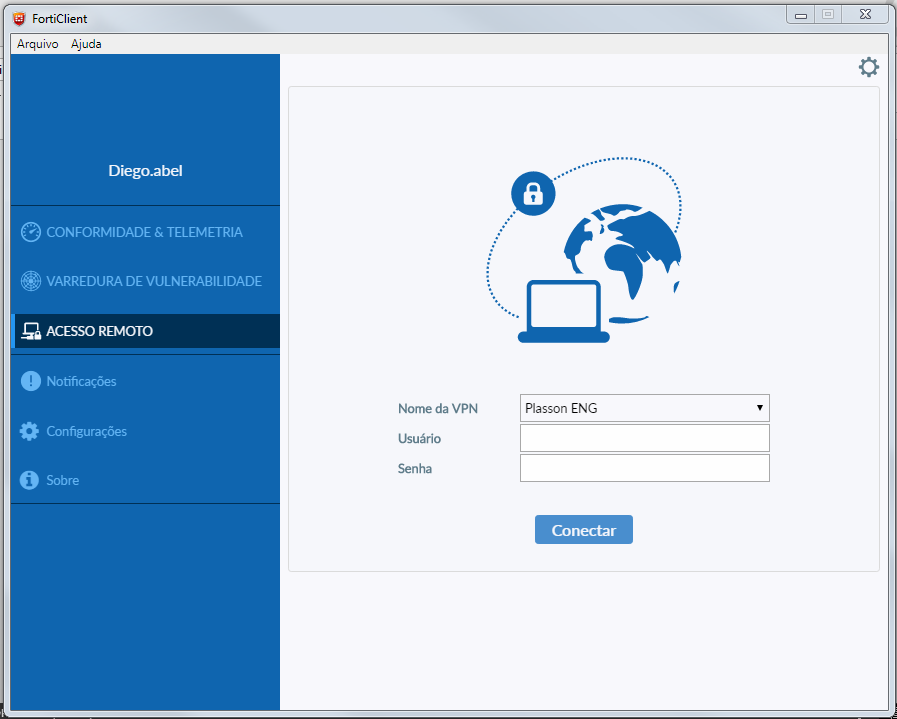 FortiClient
Arquivo Ajuda
Diego.abel
CONFORMIDADE & TELEMETRIA
VARREDURA DE VULNERABILIDADE
ACESSO REMOTO
Notificações
Configurações
Sobre
Nome da VPN Plasson ENG
Usuário
Senha
Conectar